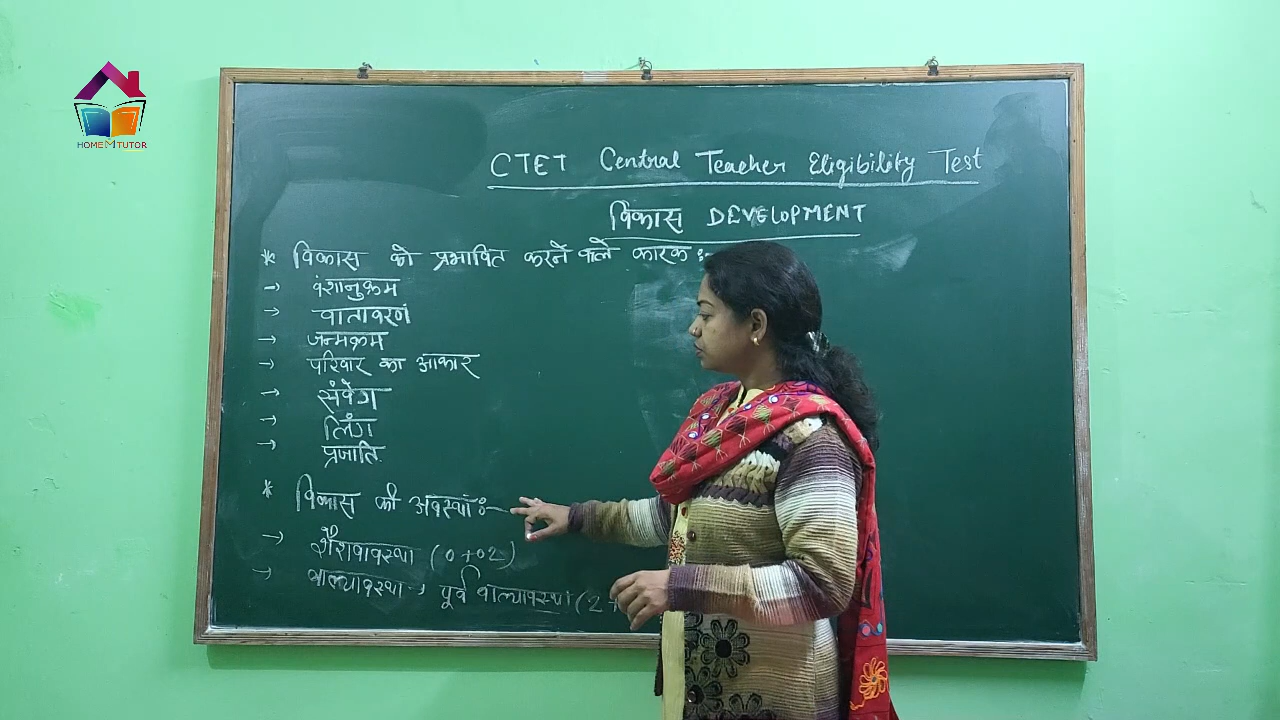 HOME M TUTOR
CTET Central Teacher Eligibility Test
विकास DEVELOPMENT
* विकास को प्रभावित करने वाले कारक :-
→ वंशानुक्रम
→ वातावरण
→ जन्मक्रम
→ परिवार का आकार
→ संवेग
→ लिंग
→ प्रजाति
* विकास की अवस्था :-
→ शैशवावस्था (0 to 2)
→ बाल्यावस्था → पूर्व बाल्यावस्था (2